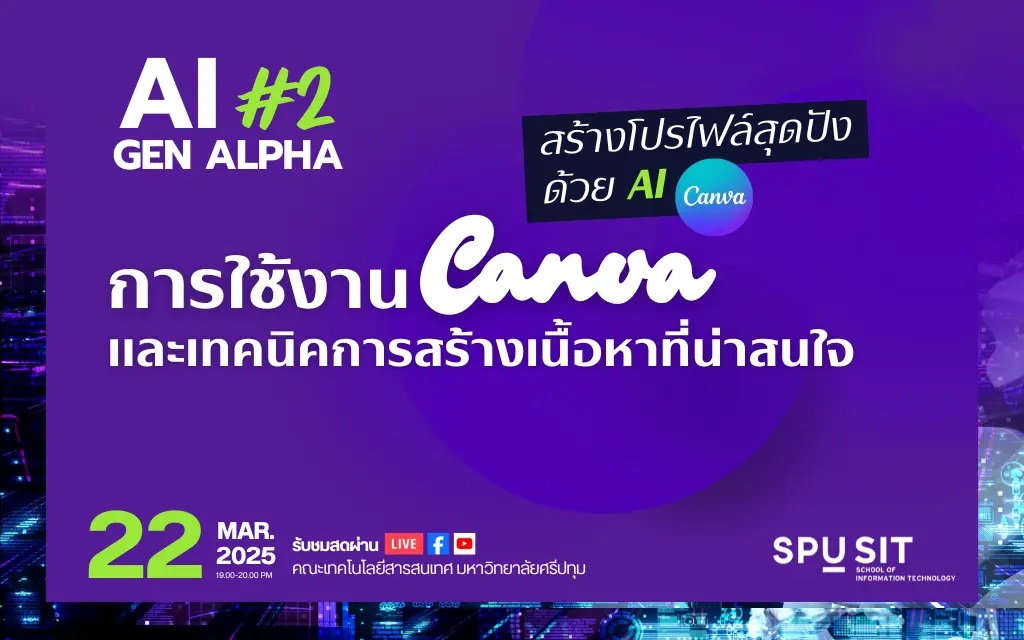 AI #2
GEN ALPHA
สร้างโปรไฟล์สุดปัง
ด้วย AI Canva
การใช้งาน Canva
และเทคนิคการสร้างเนื้อหาที่น่าสนใจ
22 MAR.
2025
19.00-20.00 PM
รับชมสดผ่าน LIVE
คณะเทคโนโลยีสารสนเทศ มหาวิทยาลัยศรีปทุม
SPU SIT
SCHOOL OF
INFORMATION TECHNOLOGY